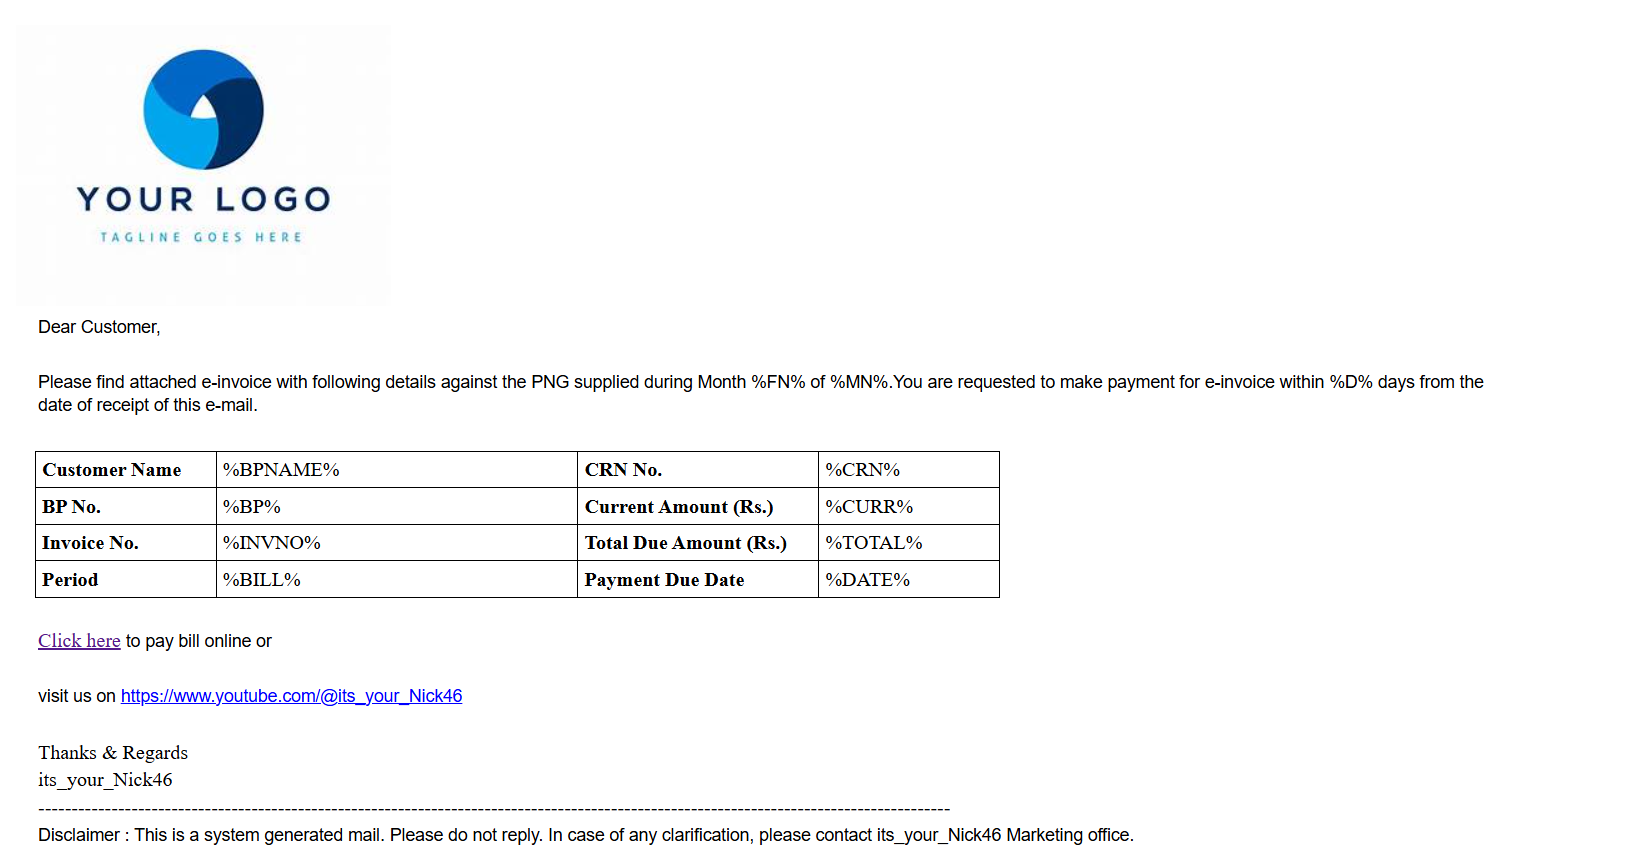 YOUR LOGO
TAGLINE GOES HERE
Dear Customer,
Please find attached e-invoice with following details against the PNG supplied during Month %FN% of %MN%.You are requested to make payment for e-invoice within %D% days from the
date of receipt of this e-mail.
Customer Name %BPNAME% CRN No. %CRN%
BP No. %BP% Current Amount (Rs.) %CURR%
Invoice No. %INVNO% Total Due Amount (Rs.) %TOTAL%
Period %BILL% Payment Due Date %DATE%
Click here to pay bill online or
visit us on https://www.youtube.com/@its_your_Nick46
Thanks & Regards
its_your_Nick46
Disclaimer : This is a system generated mail. Please do not reply. In case of any clarification, please contact its_your_Nick46 Marketing office.